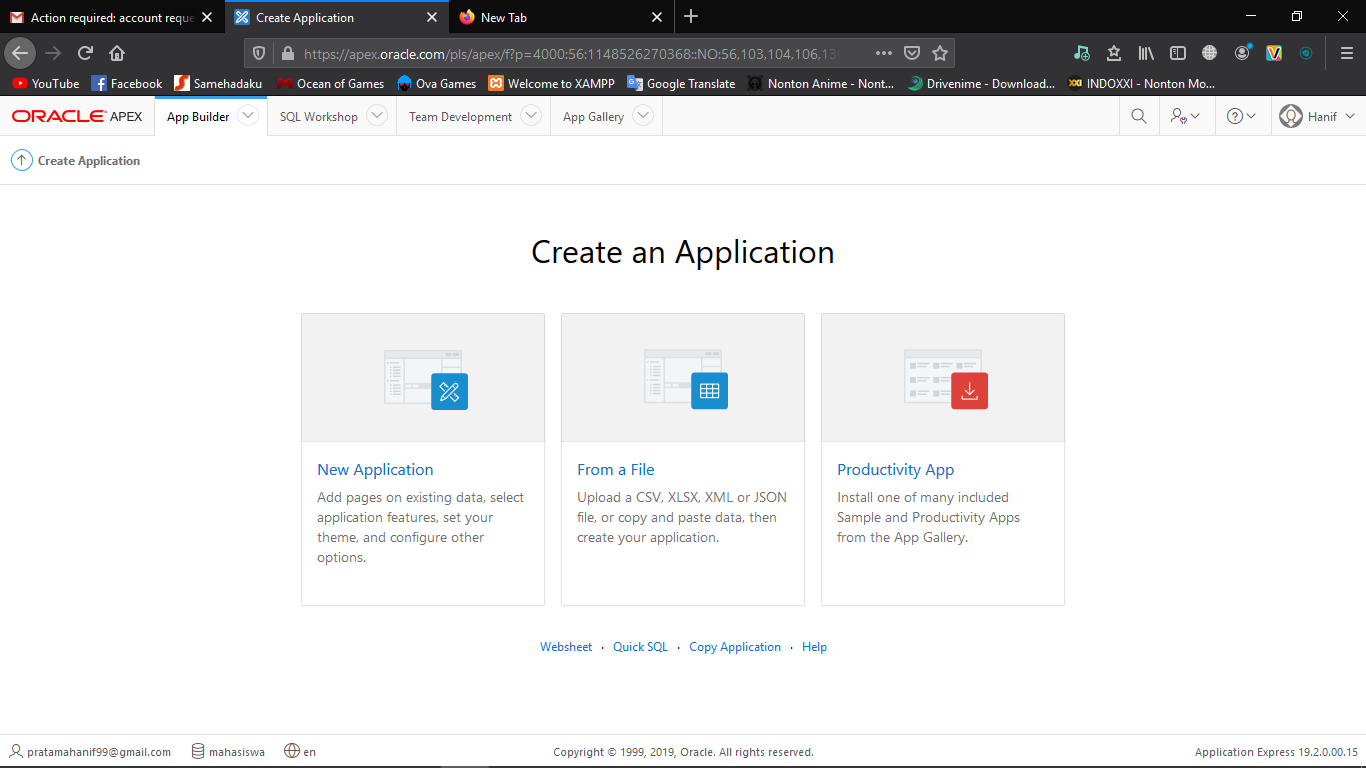 Action required: account reque
Create Application
New Tab
https://apex.oracle.com/pls/apex/f?p=4000:56:1148526270368::NO:56,103,104,106,13
YouTube
Facebook
Samehadaku
Ocean of Games
Ova Games
Welcome to XAMPP
Google Translate
Nonton Anime - Nont...
Drivenime - Download...
INDOXXI - Nonton Mo...
ORACLE APEX
App Builder
SQL Workshop
Team Development
App Gallery
Hanif
Create Application
Create an Application
New Application
Add pages on existing data, select
application features, set your
theme, and configure other
options.
From a File
Upload a CSV, XLSX, XML or JSON
file, or copy and paste data, then
create your application.
Productivity App
Install one of many included
Sample and Productivity Apps
from the App Gallery.
Websheet · Quick SQL · Copy Application · Help
pratamahanif99@gmail.com
mahasiswa
en
Copyright © 1999, 2019, Oracle. All rights reserved.
Application Express 19.2.0.00.15